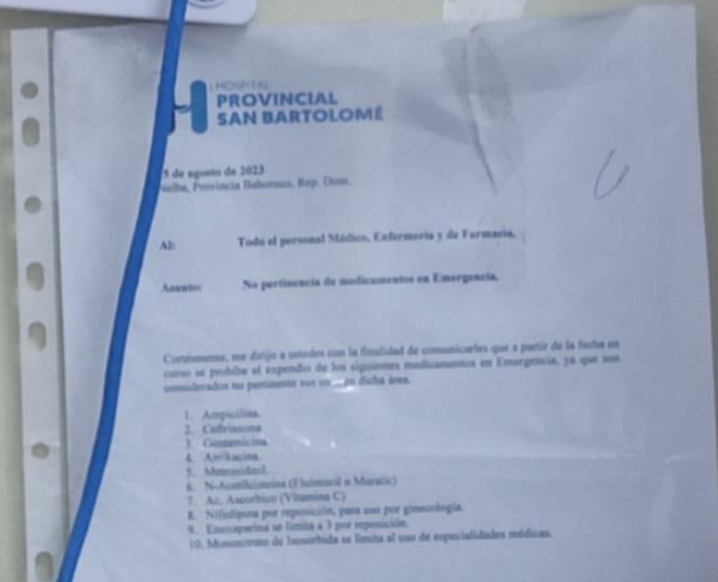 HOSPITAL
PROVINCIAL
SAN BARTOLOMÉ
5 de agosto de 2023
Neiba, Provincia Bahoruco, Rep. Dom.
Al: Todo el personal Médico, Enfermería y de Farmacia.
Asunto: No pertinencia de medicamentos en Emergencia.
Cortésmente, me dirijo a ustedes con la finalidad de comunicarles que a partir de la fecha en
curso se prohíbe el expendio de los siguientes medicamentos en Emergencia, ya que son
considerados no pertinente sus en dicha área.
1. Ampicilina.
2. Ceftriaxona
3. Gentamicina.
4. Amikacina.
5. Metronidazol.
6. N-Acetilcisteina (Fluimucil o Muratic)
7. Ac. Ascorbico (Vitamina C)
8. Nifidipina por reposición, para uso por ginecología.
9. Enoxaparina se limita a 3 por reposición.
10. Mononitrato de Isosorbida se limita al uso de especialidades médicas.